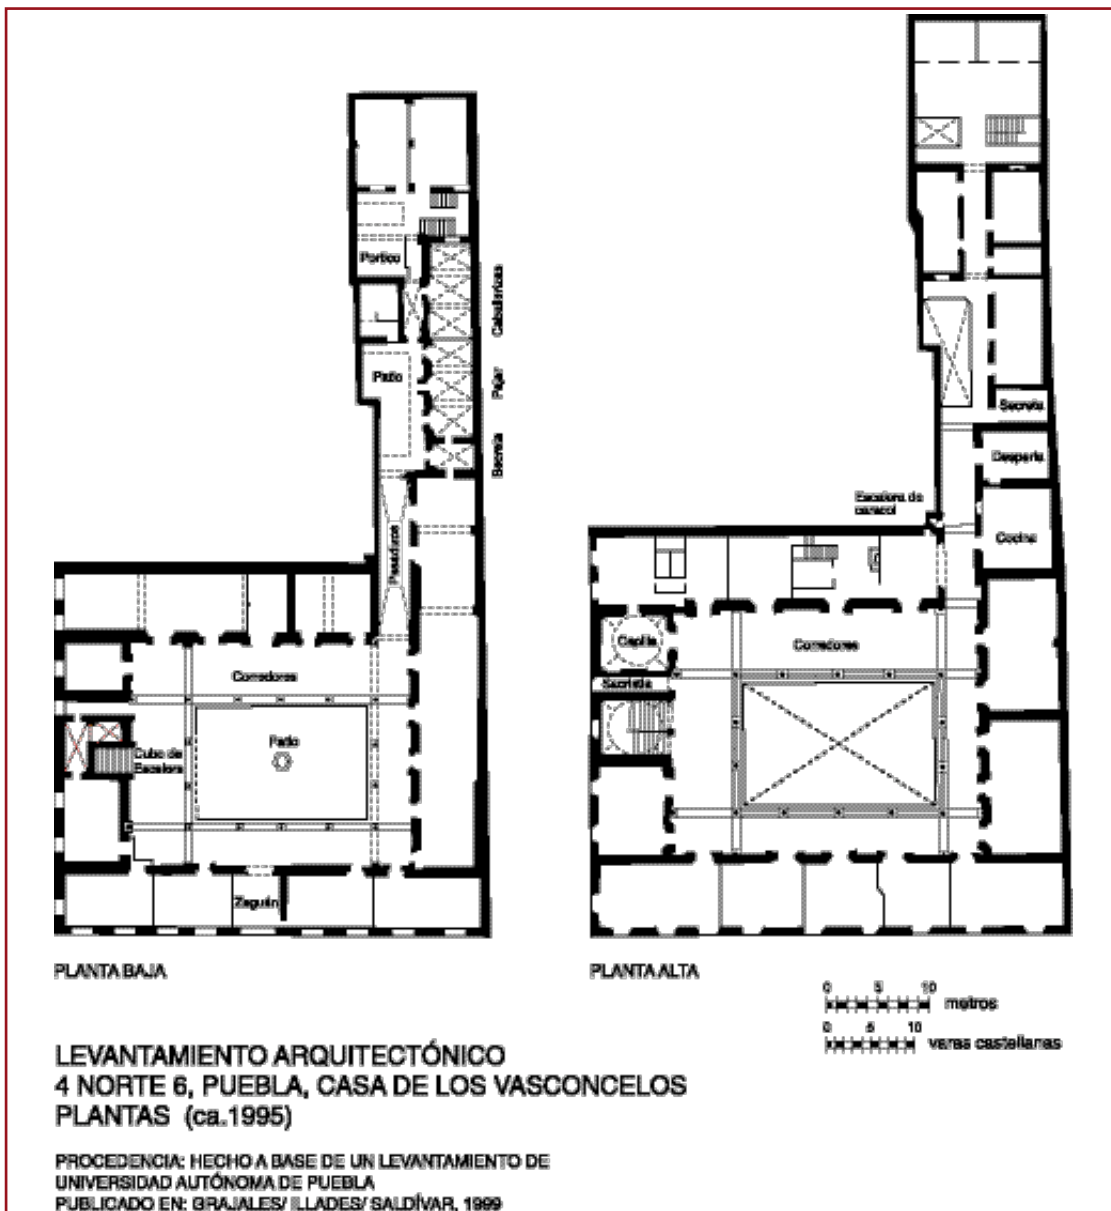 Portico
Caballerizas
Patio
Pajar
Secreta
Pasadizos
Corredores
Patio
Cubo de
Escalera
Zaguán
PLANTA BAJA
Secreta
Despensa
Escalera de
caracol
Cocina
Capilla
Corredores
Sacristía
PLANTA ALTA
0 5 10
metros
0 5 10
varas castellanas
LEVANTAMIENTO ARQUITECTÓNICO
4 NORTE 6, PUEBLA, CASA DE LOS VASCONCELOS
PLANTAS (ca.1995)
PROCEDENCIA: HECHO A BASE DE UN LEVANTAMIENTO DE
UNIVERSIDAD AUTÓNOMA DE PUEBLA
PUBLICADO EN: GRAJALES/ ILLADES/ SALDÍVAR, 1999